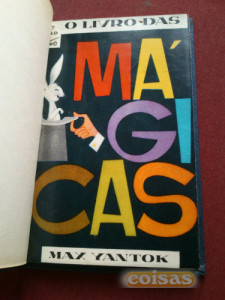 O LIVRO DAS
MÁ
GI
CAS
MAX YANTOK
coisas